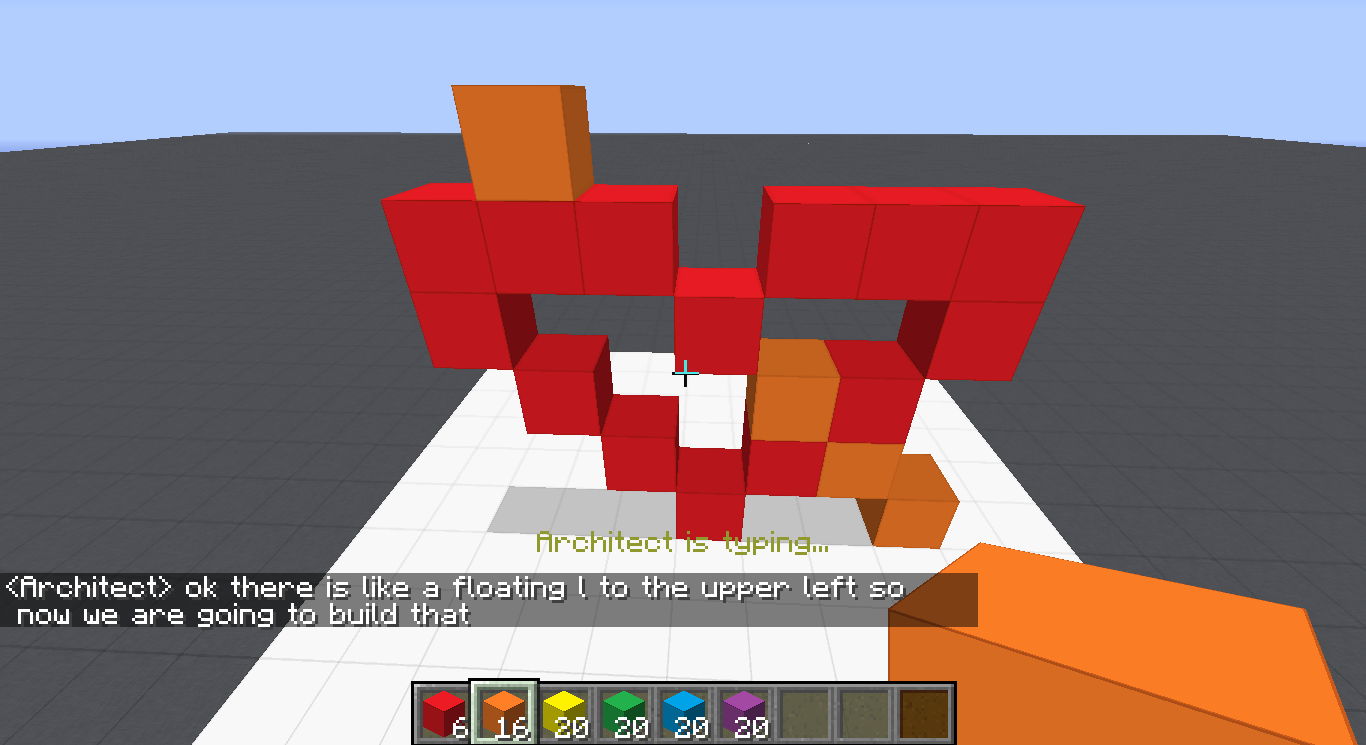 Architect is typing...
<Architect> ok there is like a floating l to the upper left so
now we are going to build that
6 16 20 20 20 20